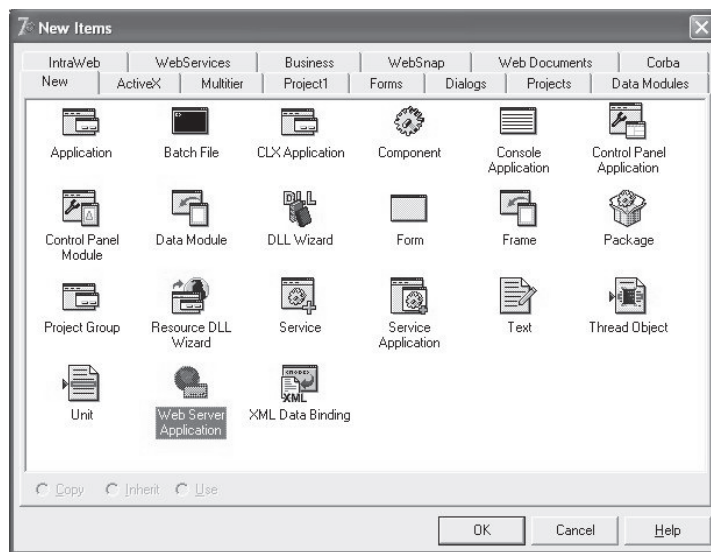 7 New Items
IntraWeb WebServices Business WebSnap Web Documents Corba
New ActiveX Multitier Project1 Forms Dialogs Projects Data Modules
Application Batch File CLX Application Component Console Application Control Panel Application
Control Panel Module Data Module DLL Wizard Form Frame Package
Project Group Resource DLL Wizard Service Service Application Text Thread Object
DLL
XML
Unit Web Server Application XML Data Binding
Copy Inherit Use
OK Cancel Help